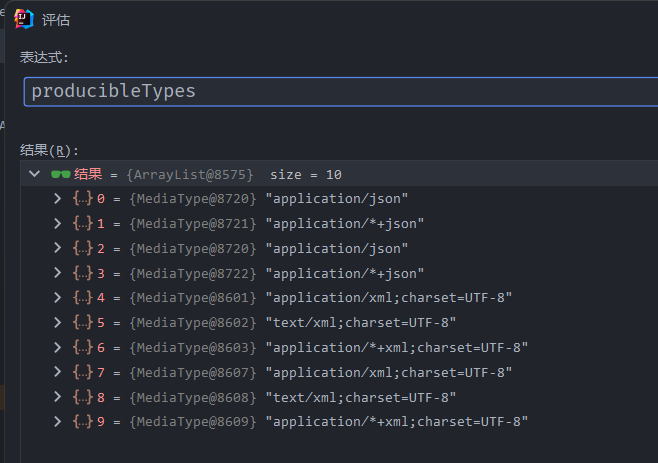 评估
表达式:
producibleTypes
结果(R):
结果 = {ArrayList@8575} size = 10
{...} 0 = {MediaType@8720} "application/json"
{...} 1 = {MediaType@8721} "application/*+json"
{...} 2 = {MediaType@8720} "application/json"
{...} 3 = {MediaType@8722} "application/*+json"
{...} 4 = {MediaType@8601} "application/xml;charset=UTF-8"
{...} 5 = {MediaType@8602} "text/xml;charset=UTF-8"
{...} 6 = {MediaType@8603} "application/*+xml;charset=UTF-8"
{...} 7 = {MediaType@8607} "application/xml;charset=UTF-8"
{...} 8 = {MediaType@8608} "text/xml;charset=UTF-8"
{...} 9 = {MediaType@8609} "application/*+xml;charset=UTF-8"